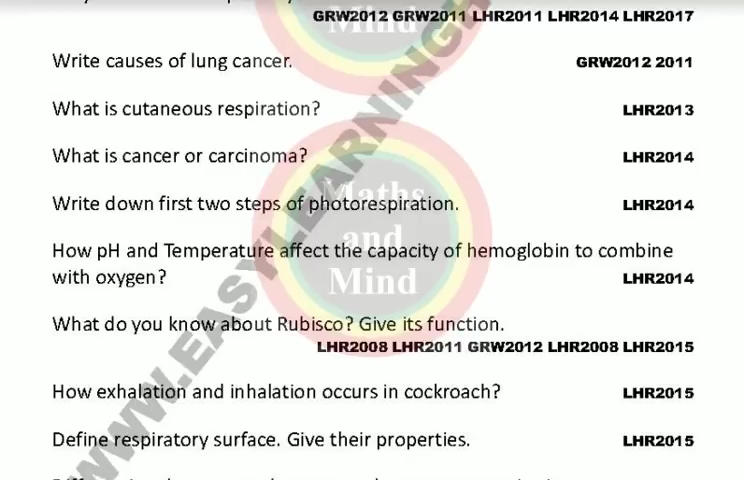 GRW2012 GRW2011 LHR2011 LHR2014 LHR2017
Mind
Write causes of lung cancer. GRW2012 2011
What is cutaneous respiration? LHR2013
What is cancer or carcinoma? LHR2014
Maths
Write down first two steps of photorespiration. LHR2014
and
How pH and Temperature affect the capacity of hemoglobin to combine
with oxygen? LHR2014
Mind
What do you know about Rubisco? Give its function.
LHR2008 LHR2011 GRW2012 LHR2008 LHR2015
How exhalation and inhalation occurs in cockroach? LHR2015
Define respiratory surface. Give their properties. LHR2015
WWW.EASYLEARNING